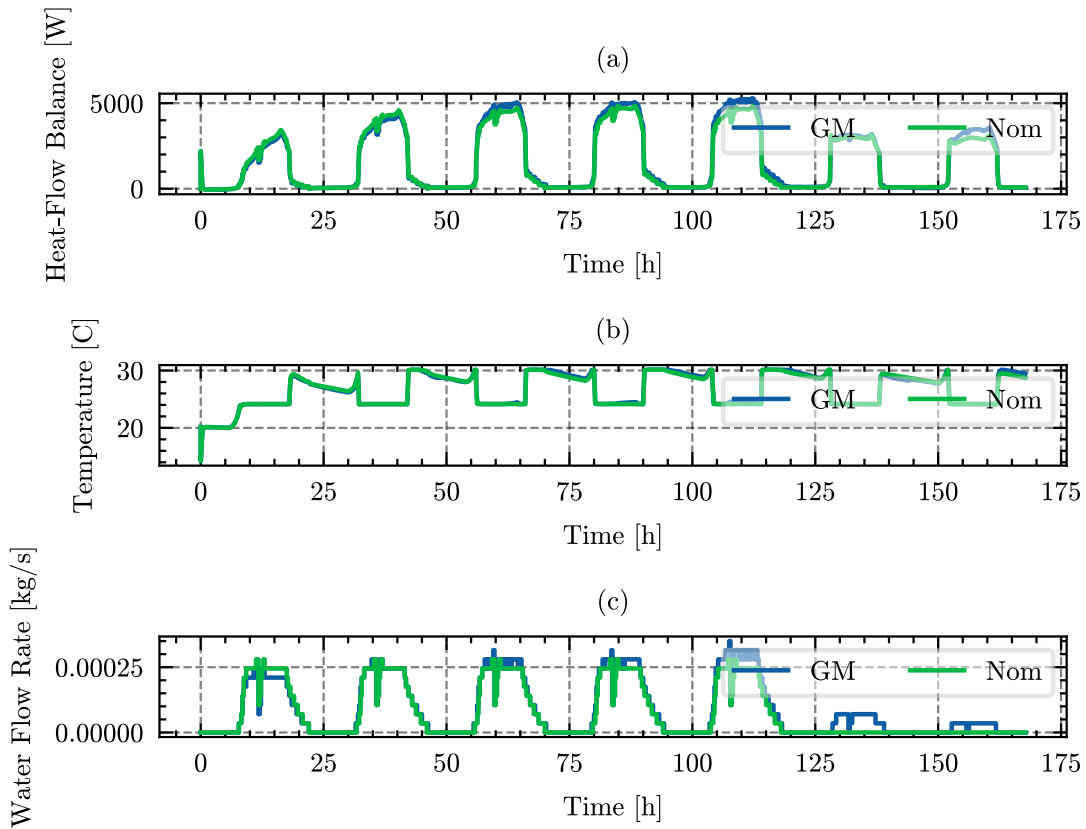 (a)
Heat-Flow Balance [W]
5000
0
GM
Nom
0 25 50 75 100 125 150 175
Time [h]
(b)
Temperature [C]
30
20
GM
Nom
0 25 50 75 100 125 150 175
Time [h]
(c)
Water Flow Rate [kg/s]
0.00025
0.00000
GM
Nom
0 25 50 75 100 125 150 175
Time [h]